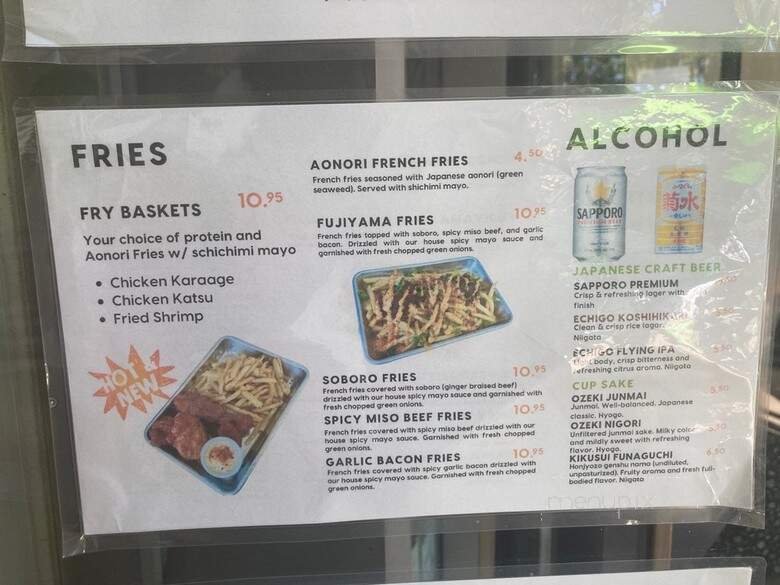 FRIES
FRY BASKETS 10.95
Your choice of protein and
Aonori Fries w/ schichimi mayo
• Chicken Karaage
• Chicken Katsu
• Fried Shrimp
HOT NEW
AONORI FRENCH FRIES 4.50
French fries seasoned with Japanese aonori (green
seaweed). Served with shichimi mayo.
FUJIYAMA FRIES 10.95
French fries topped with soboro, spicy miso beef, and garlic
bacon. Drizzled with our house spicy mayo sauce and
garnished with fresh chopped green onions.
SOBORO FRIES 10.95
French fries covered with soboro (ginger braised beef)
drizzled with our house spicy mayo sauce and garnished with
fresh chopped green onions.
SPICY MISO BEEF FRIES 10.95
French fries covered with spicy miso beef drizzled with our
house spicy mayo sauce. Garnished with fresh chopped
green onions.
GARLIC BACON FRIES 10.95
French fries covered with spicy garlic bacon drizzled with
our house spicy mayo sauce. Garnished with fresh chopped
green onions.
ALCOHOL
SAPPORO
菊水
JAPANESE CRAFT BEER
SAPPORO PREMIUM
Crisp & refreshing lager with
finish
ECHIGO
Clean & crisp rice lagar.
Niigata
ECHIGO FLYING IPA
body, crisp bitterness and
refreshing citrus aroma. Niigata
CUP SAKE
OZEKI JUNMAI 5.50
Junmai. Well-balanced. Japanese
classic. Hyogo.
OZEKI NIGORI
Unfiltered junmai sake. Milky color
and mildly sweet with refreshing
flavor. Hyogo.
KIKUSUI FUNAGUCHI 6.50
Honjyozo genshu nama (undiluted,
unpasturized). Fruity aroma and fresh full-
bodied flavor. Niigata
menupix